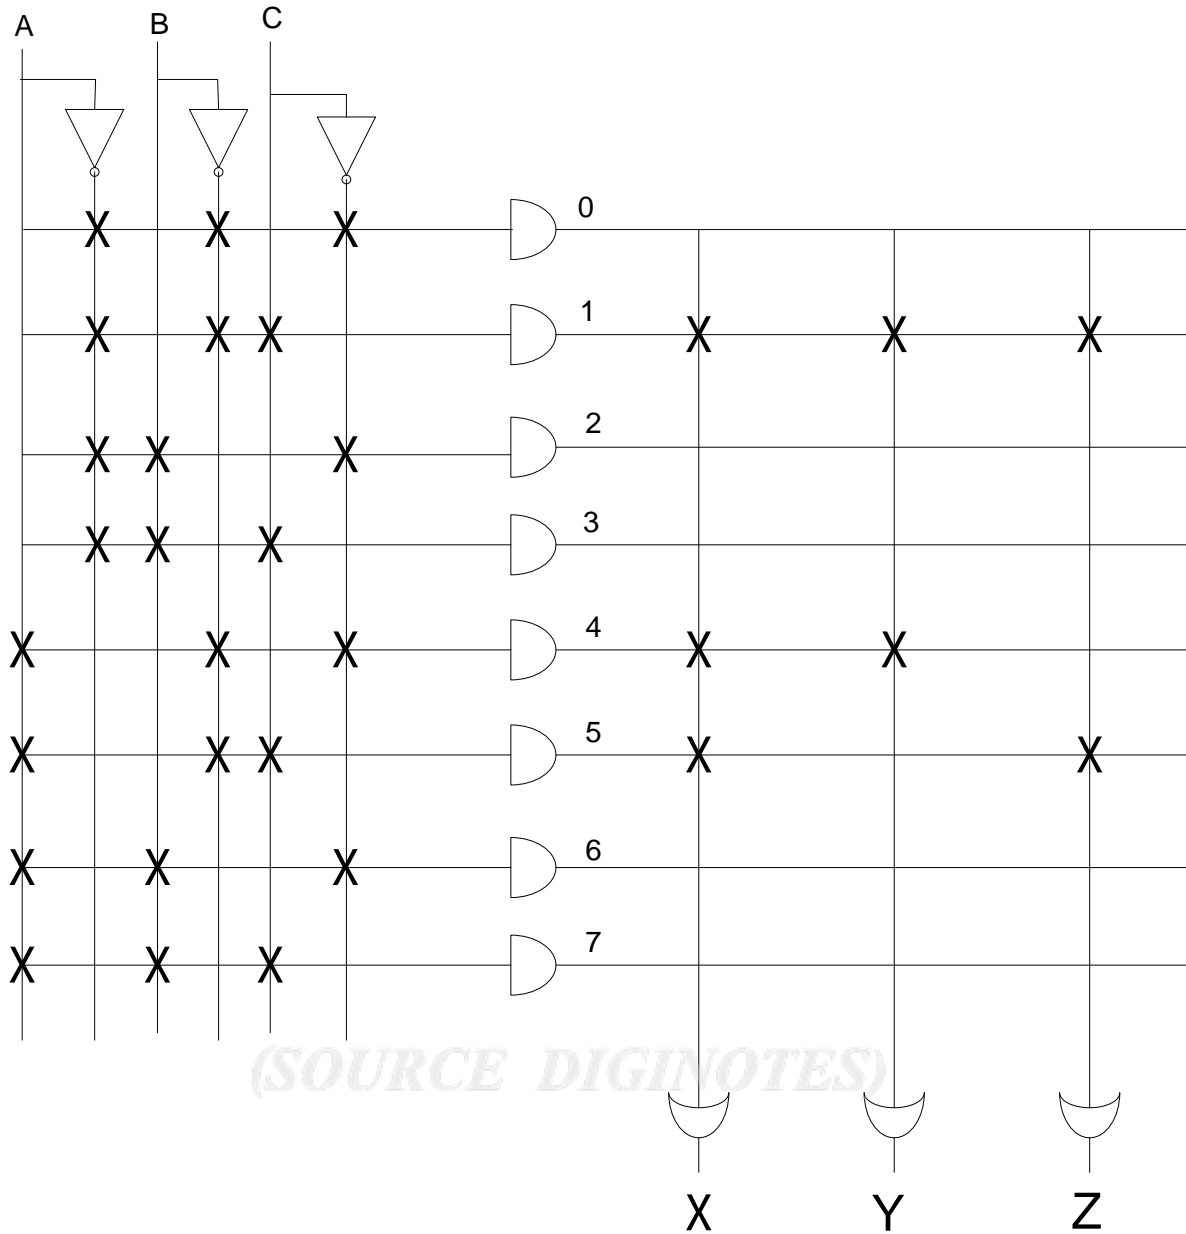 A B C
X X X 0
X X X 1 X X X
X X X 2
X X X 3
X X X 4 X X
X X X 5 X X
X X X 6
X X X 7
(SOURCE DIGINOTES)
X Y Z